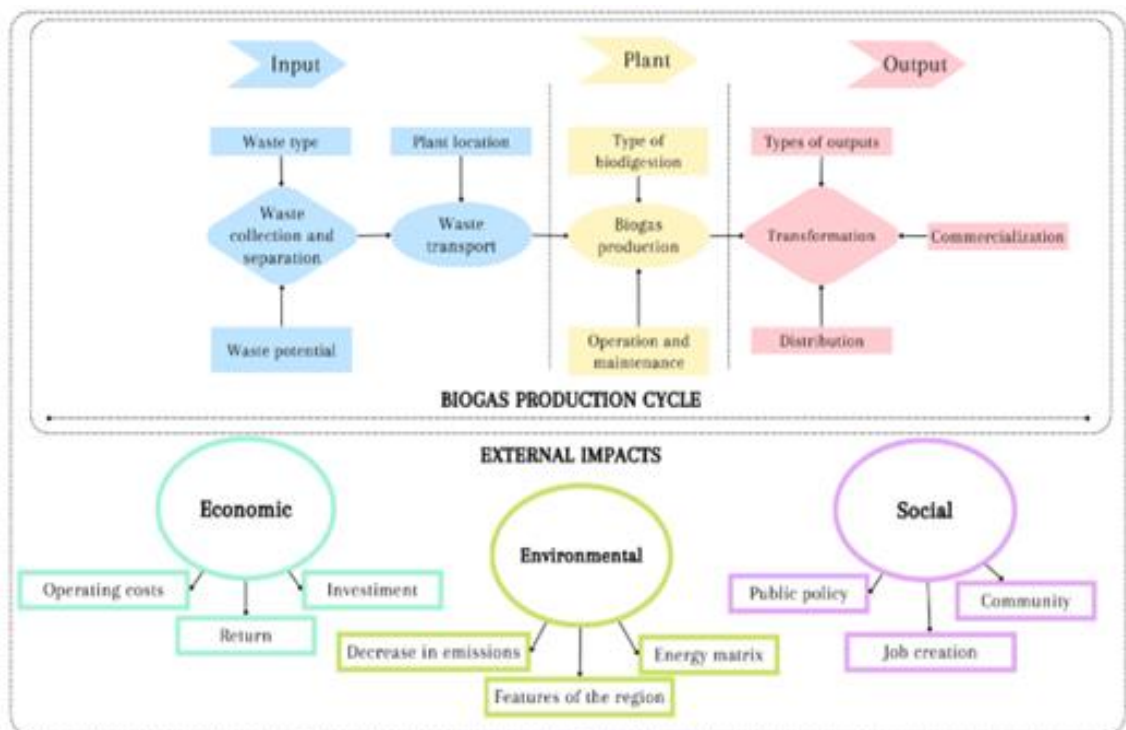 Input
Plant
Output
Waste type
Plant location
Type of
biodigestion
Types of outputs
Waste
collection and
separation
Waste
transport
Biogas
production
Transformation
Commercialization
Waste potential
Operation and
maintenance
Distribution
BIOGAS PRODUCTION CYCLE
EXTERNAL IMPACTS
Economic
Environmental
Social
Operating costs
Return
Investiment
Decrease in emissions
Features of the region
Energy matrix
Public policy
Job creation
Community